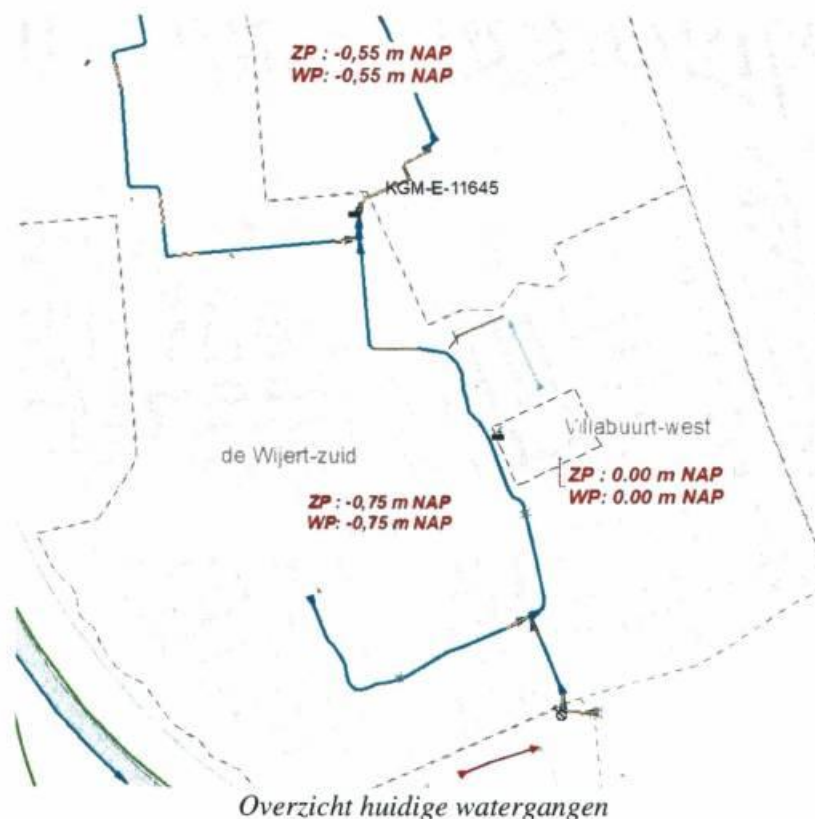 ZP : -0,55 m NAP
WP: -0,55 m NAP
KGM-E-11645
de Wijert-zuid
Villabuurt-west
ZP : 0.00 m NAP
WP: 0.00 m NAP
ZP : -0,75 m NAP
WP: -0,75 m NAP
Overzicht huidige watergangen